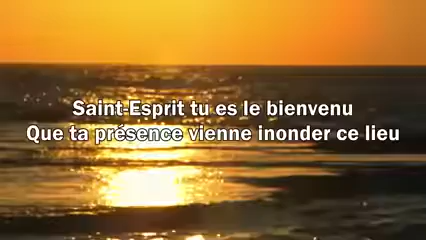 Saint-Esprit tu es le bienvenu
Que ta présence vienne inonder ce lieu